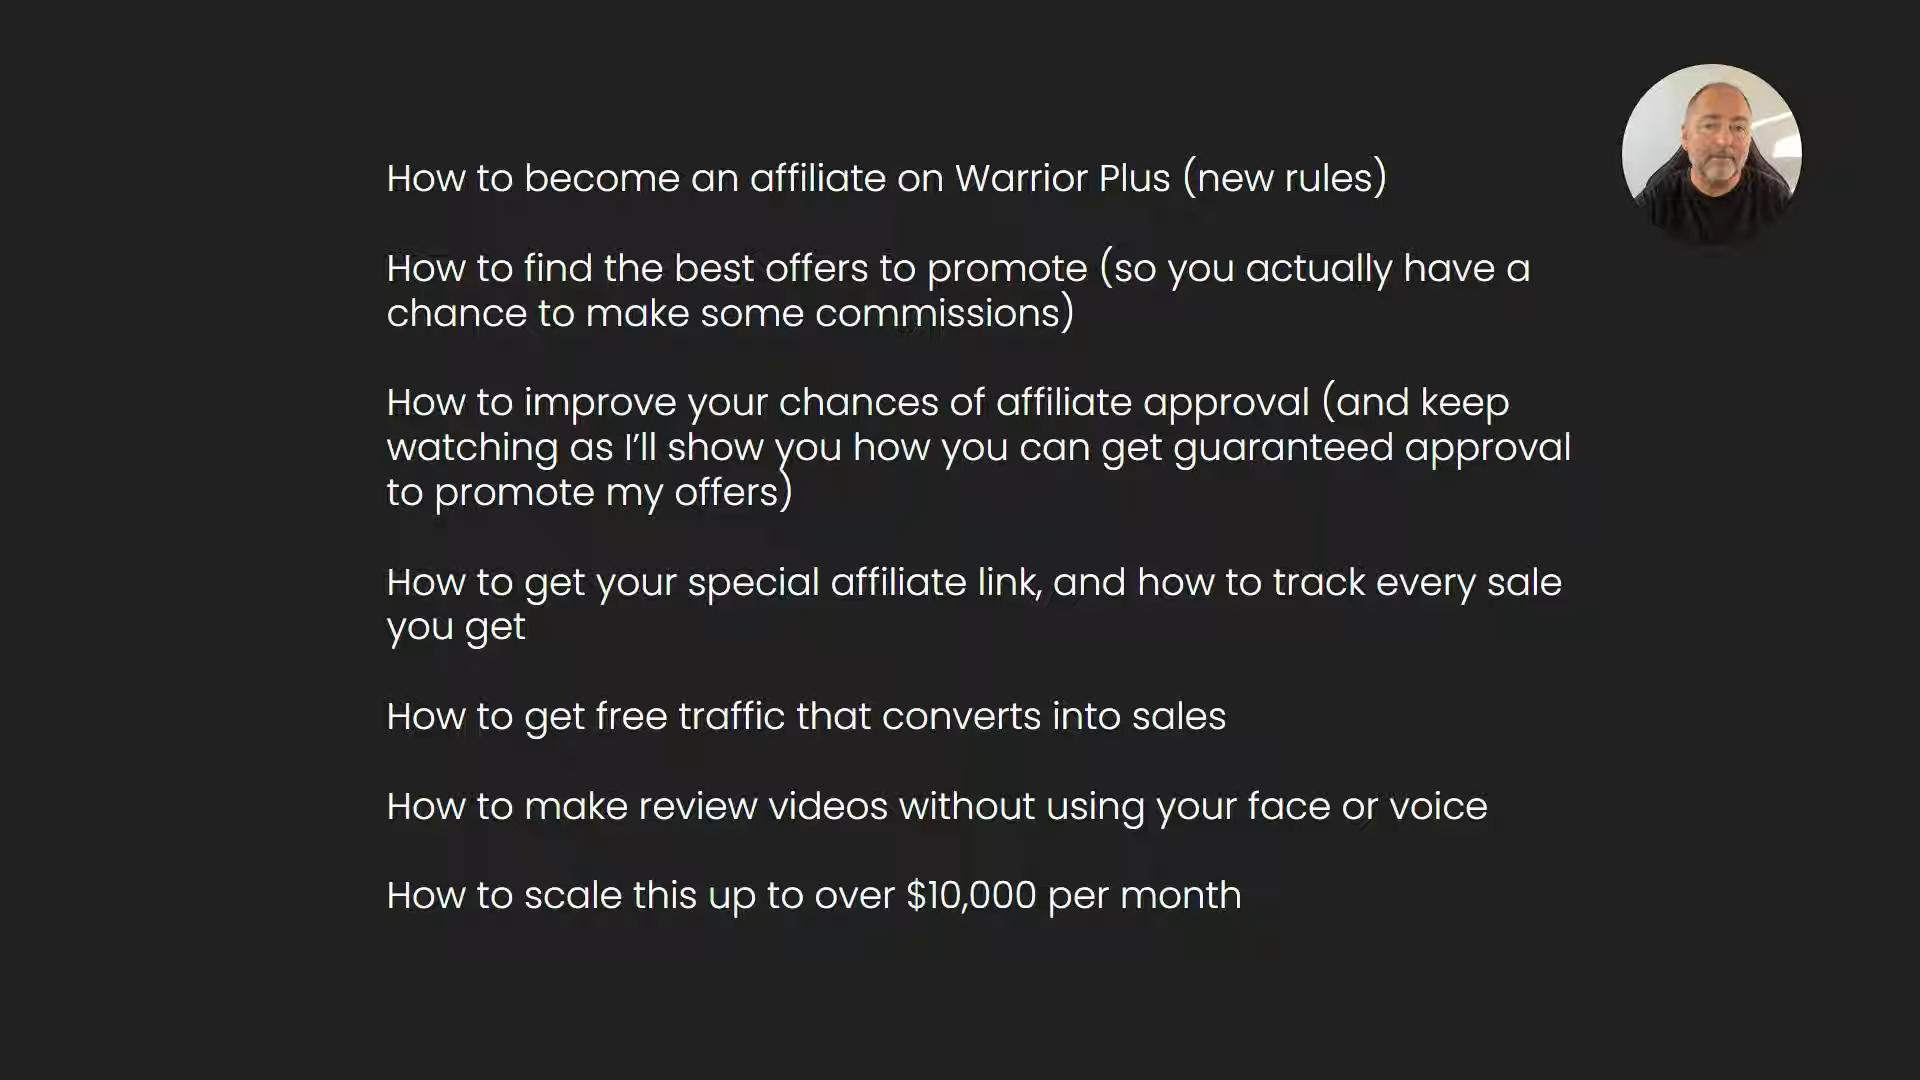 How to become an affiliate on Warrior Plus (new rules)
How to find the best offers to promote (so you actually have a
chance to make some commissions)
How to improve your chances of affiliate approval (and keep
watching as I’ll show you how you can get guaranteed approval
to promote my offers)
How to get your special affiliate link, and how to track every sale
you get
How to get free traffic that converts into sales
How to make review videos without using your face or voice
How to scale this up to over $10,000 per month